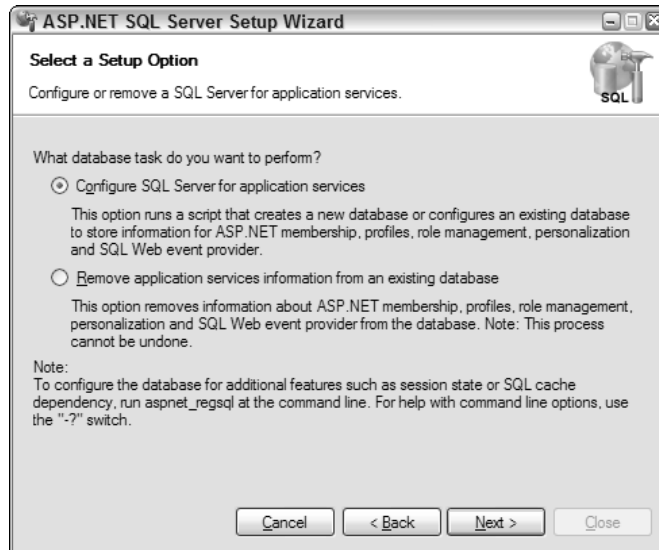 ASP.NET SQL Server Setup Wizard
Select a Setup Option
Configure or remove a SQL Server for application services.
SQL
What database task do you want to perform?
Configure SQL Server for application services
This option runs a script that creates a new database or configures an existing database
to store information for ASP.NET membership, profiles, role management, personalization
and SQL Web event provider.
Remove application services information from an existing database
This option removes information about ASP.NET membership, profiles, role management,
personalization and SQL Web event provider from the database. Note: This process
cannot be undone.
Note:
To configure the database for additional features such as session state or SQL cache
dependency, run aspnet_regsql at the command line. For help with command line options, use
the "-?" switch.
Cancel
< Back
Next >
Close